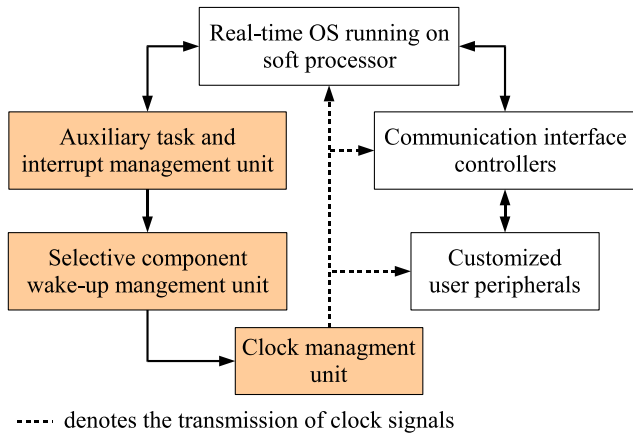 Real-time OS running on
soft processor
Auxiliary task and
interrupt management unit
Communication interface
controllers
Selective component
wake-up mangement unit
Customized
user peripherals
Clock managment
unit
denotes the transmission of clock signals